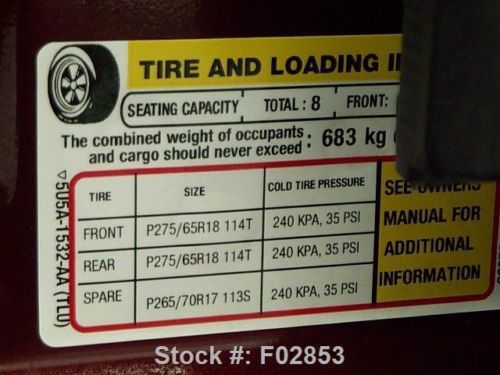 TIRE AND LOADING
SEATING CAPACITY TOTAL: 8 FRONT:
The combined weight of occupants and cargo should never exceed : 683 kg
TIRE SIZE COLD TIRE PRESSURE
FRONT P275/65R18 114T 240 KPA, 35 PSI
REAR P275/65R18 114T 240 KPA, 35 PSI
SPARE P265/70R17 113S 240 KPA, 35 PSI
SEE OWNERS
MANUAL FOR
ADDITIONAL
INFORMATION
505A-1532-AA (TLU)
Stock #: F02853